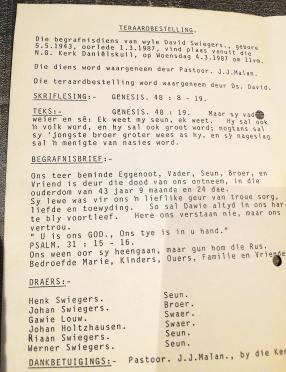 TERAARDBESTELLING.
Die begrafnisdien van wyle David Swiegers., gebore
5.5.1943, oorlede 1.3.1987, vind plaas vanuit die
N.G. Kerk Daniëlskuil, op Woensdag 4.3.1987 om 11vm.
Die diens word waargeneem deur Pastoor. J.J.Malan.
Die teraardbestelling word waargeneem deur Ds. David.
SKRIFLESING:- GENESIS. 48 : 8 - 19.
TEKS:- GENESIS. 48 : 19. Maar sy vad
weier en sê: Ek weet my seun, ek weet. Hy sal ook
'n volk word, en hy sal ook groot word; nogtans sal
sy 'jongste broer groter wees as hy, en sy nageslag
sal 'n menigte van nasies word.
BEGRAFNISBRIEF:-
Ons teer beminde Eggenoot, Vader, Seun, Broer, en
Vriend is deur die dood van ons ontneem, in die
ouderdom van 43 jaar 9 maande en 24 dae.
Sy lewe was vir ons 'n lieflike geur van troue sorg,
liefde en toewyding. So sal Dawie altyd in ons har-
te bly voortleef. Here ons verstaan nie, maar ons
vertrou.
" U is ons GOD., Ons tye is in u hand."
PSALM. 31 : 15 - 16.
Ons ween oor sy heengaan, maar gun hom die Rus.
Bedroefde Marie, Kinders, Ouers, Familie en Vriende
DRAERS:-
Henk Swiegers. Seun.
Johan Swiegers. Broer.
Gawie Louw. Swaer.
Johan Holtzhausen. Swaer.
Riaan Swiegers. Seun.
Werner Swiegers. Seun.
DANKBETUIGINGS:- Pastoor. J.J.Malan., by die Ker